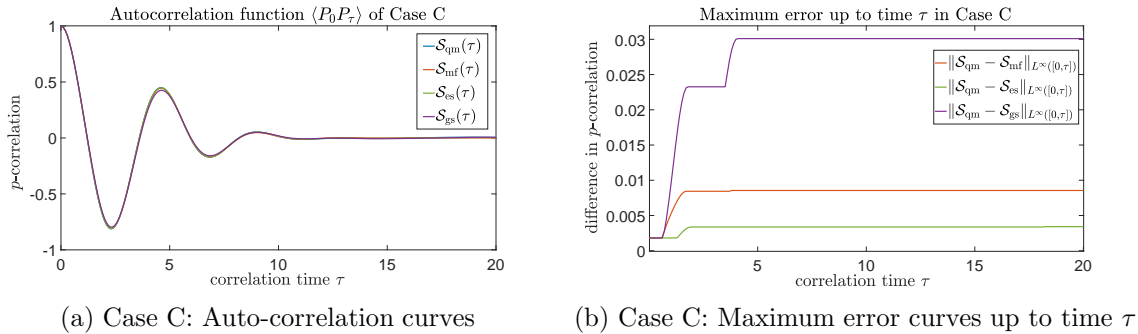 Autocorrelation function ⟨P₀P_τ⟩ of Case C
𝒮_qm(τ)
𝒮_mf(τ)
𝒮_es(τ)
𝒮_gs(τ)
1
0.5
0
-0.5
-1
p-correlation
0 5 10 15 20
correlation time τ
(a) Case C: Auto-correlation curves
Maximum error up to time τ in Case C
‖𝒮_qm − 𝒮_mf‖_L^∞([0,τ])
‖𝒮_qm − 𝒮_es‖_L^∞([0,τ])
‖𝒮_qm − 𝒮_gs‖_L^∞([0,τ])
0.03
0.025
0.02
0.015
0.01
0.005
0
difference in p-correlation
5 10 15 20
correlation time τ
(b) Case C: Maximum error curves up to time τ